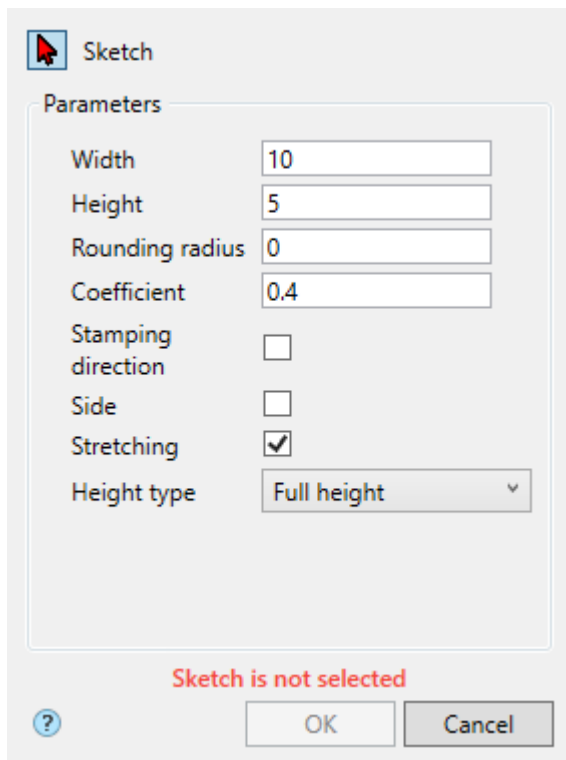 Sketch
Parameters
Width 10
Height 5
Rounding radius 0
Coefficient 0.4
Stamping
direction
Side
Stretching
Height type Full height
Sketch is not selected
? OK Cancel